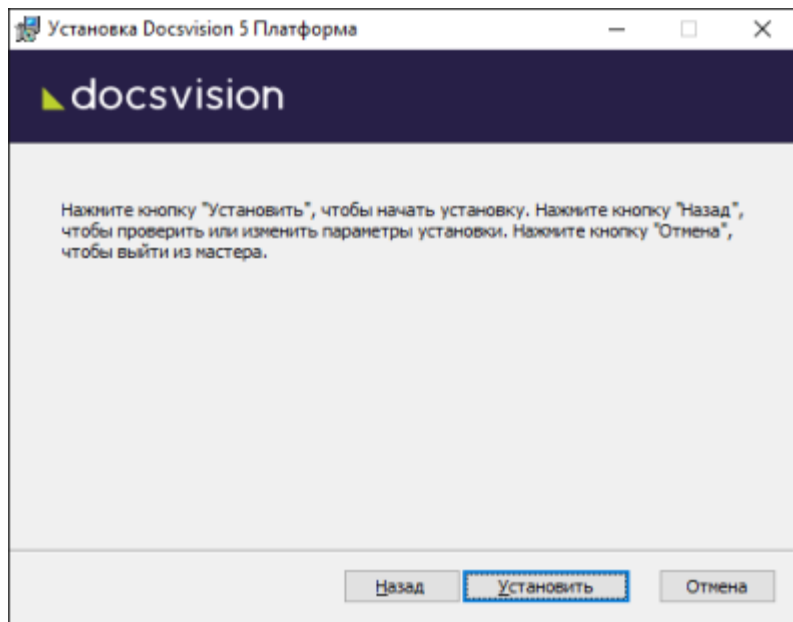 Установка Docsvision 5 Платформа
docsvision
Нажмите кнопку "Установить", чтобы начать установку. Нажмите кнопку "Назад",
чтобы проверить или изменить параметры установки. Нажмите кнопку "Отмена",
чтобы выйти из мастера.
Назад Установить Отмена